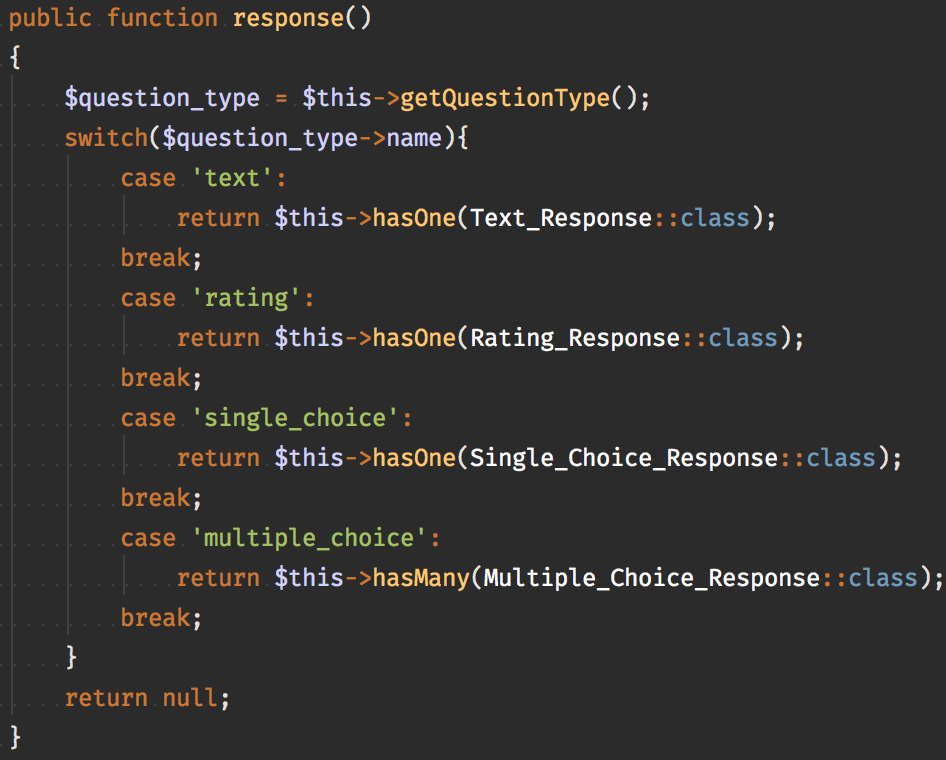 public function response()
{
    $question_type = $this->getQuestionType();
    switch($question_type->name){
        case 'text':
            return $this->hasOne(Text_Response::class);
        break;
        case 'rating':
            return $this->hasOne(Rating_Response::class);
        break;
        case 'single_choice':
            return $this->hasOne(Single_Choice_Response::class);
        break;
        case 'multiple_choice':
            return $this->hasMany(Multiple_Choice_Response::class);
        break;
    }
    return null;
}